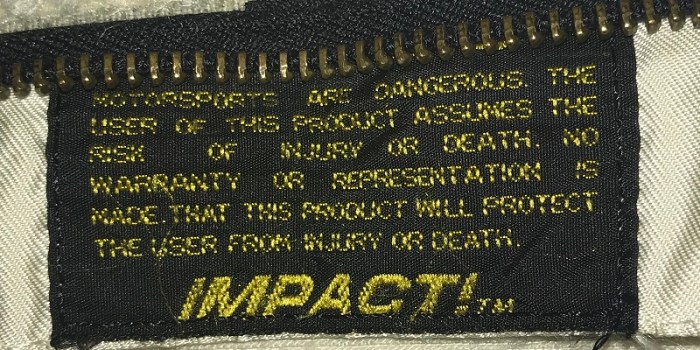 MOTORSPORTS ARE DANGEROUS. THE
USER OF THIS PRODUCT ASSUMES THE
RISK OF INJURY OR DEATH. NO
WARRANTY OR REPRESENTATION IS
MADE THAT THIS PRODUCT WILL PROTECT
THE USER FROM INJURY OR DEATH.
IMPACT!™